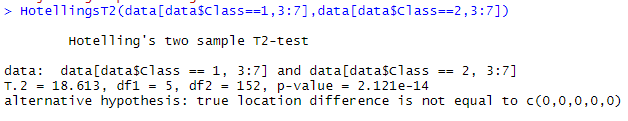 > HotellingsT2(data[data$Class==1,3:7],data[data$Class==2,3:7])
Hotelling's two sample T2-test
data:  data[data$Class == 1, 3:7] and data[data$Class == 2, 3:7]
T.2 = 18.613, df1 = 5, df2 = 152, p-value = 2.121e-14
alternative hypothesis: true location difference is not equal to c(0,0,0,0,0)